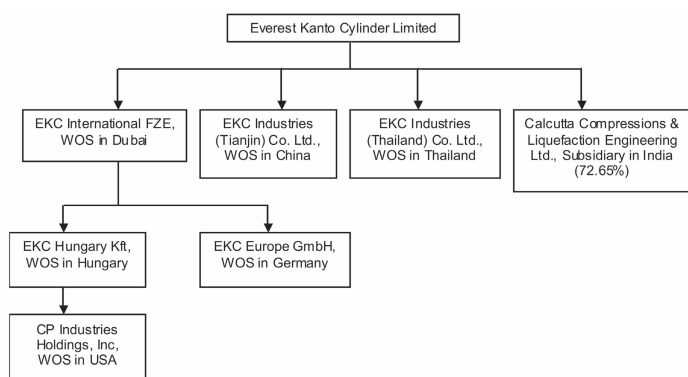 Everest Kanto Cylinder Limited
EKC International FZE,
WOS in Dubai
EKC Industries
(Tianjin) Co. Ltd.,
WOS in China
EKC Industries
(Thailand) Co. Ltd.,
WOS in Thailand
Calcutta Compressions &
Liquefaction Engineering
Ltd., Subsidiary in India
(72.65%)
EKC Hungary Kft,
WOS in Hungary
EKC Europe GmbH,
WOS in Germany
CP Industries
Holdings, Inc,
WOS in USA